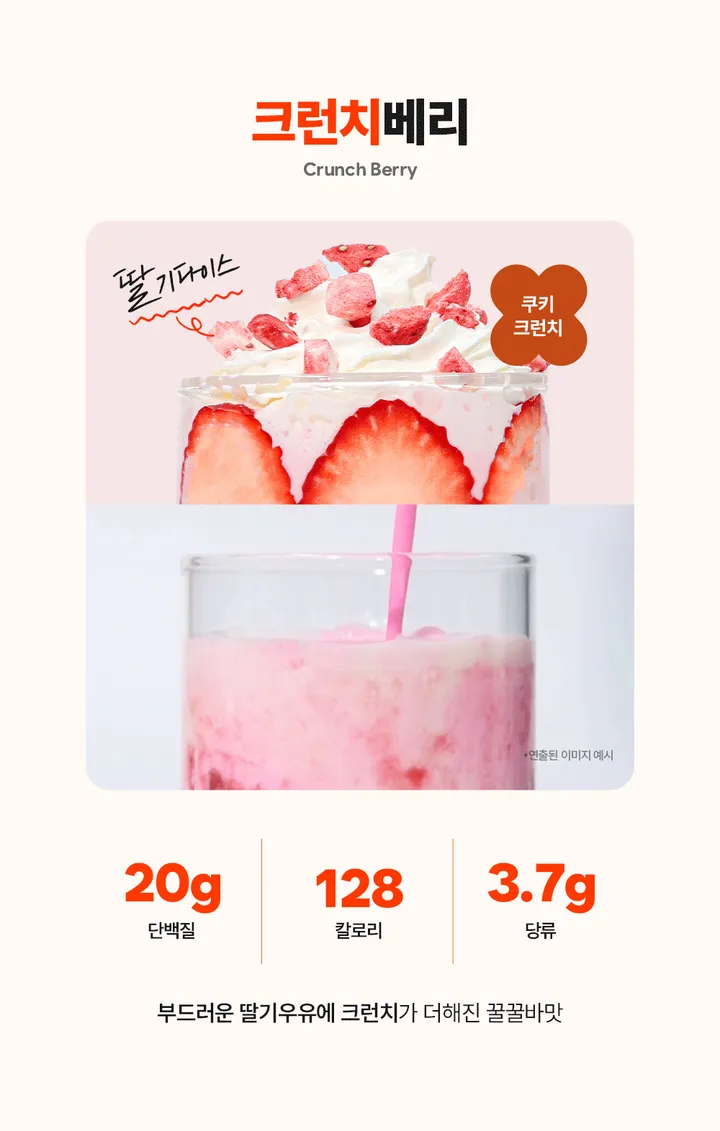 크런치베리
Crunch Berry
딸기다이스
쿠키
크런치
*연출된 이미지 예시
20g
단백질
128
칼로리
3.7g
당류
부드러운 딸기우유에 크런치가 더해진 꿀꿀바맛